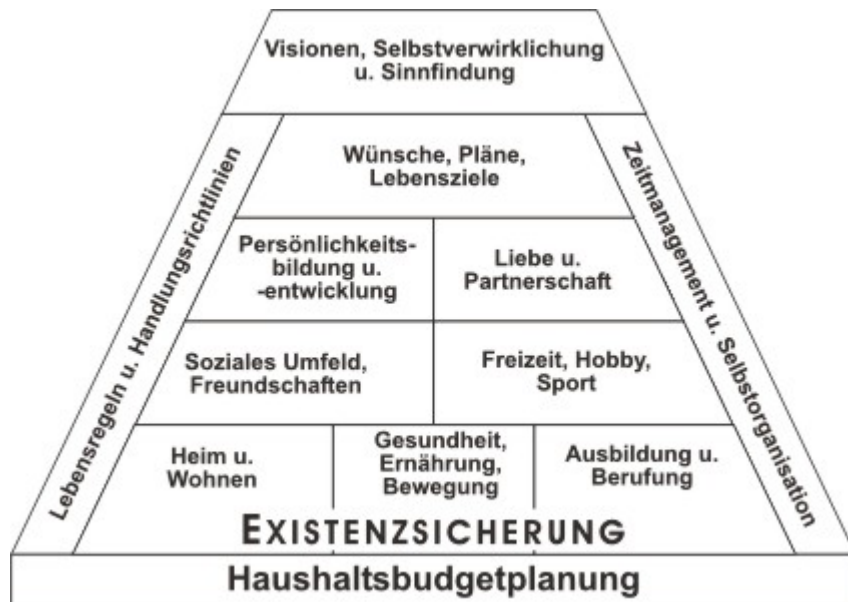 Visionen, Selbstverwirklichung
u. Sinnfindung
Lebensregeln u. Handlungsrichtlinien
Wünsche, Pläne,
Lebensziele
Zeitmanagement u. Selbstorganisation
Persönlichkeits-
bildung u.
-entwicklung
Liebe u.
Partnerschaft
Soziales Umfeld,
Freundschaften
Freizeit, Hobby,
Sport
Heim u.
Wohnen
Gesundheit,
Ernährung,
Bewegung
Ausbildung u.
Berufung
EXISTENZSICHERUNG
Haushaltsbudgetplanung